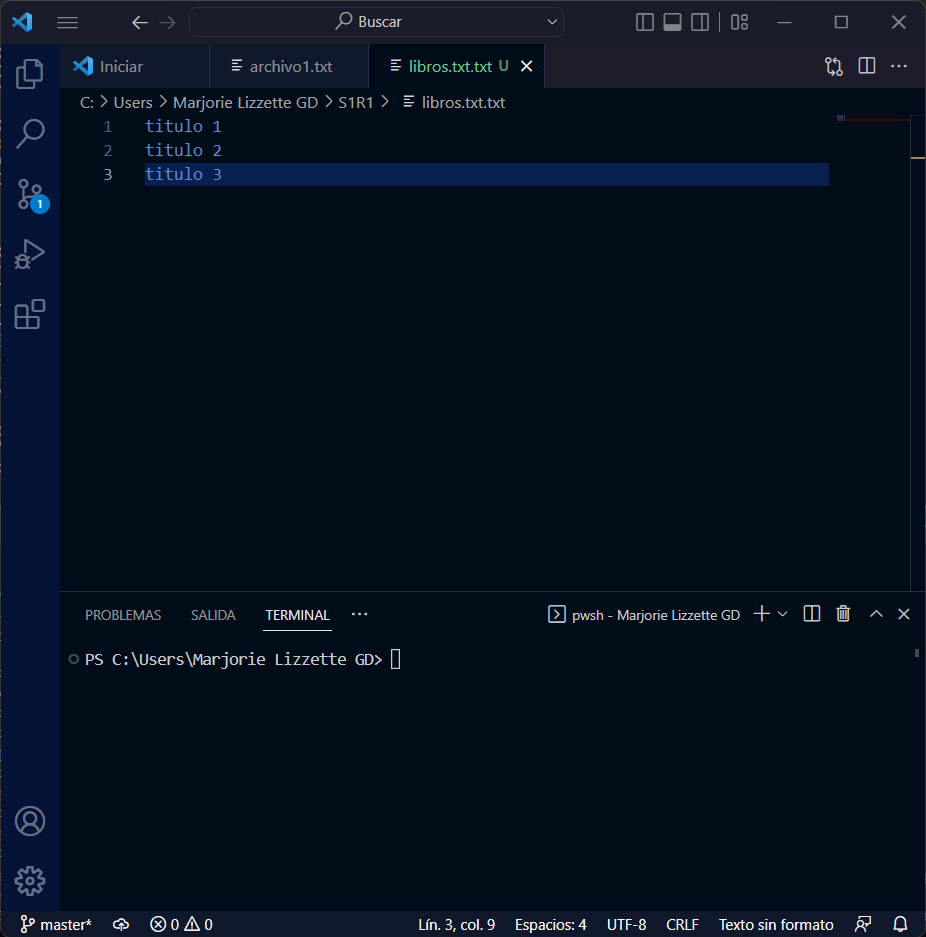 Buscar
Iniciar
archivo1.txt
libros.txt.txt U
C: > Users > Marjorie Lizzette GD > S1R1 > libros.txt.txt
1 titulo 1
2 titulo 2
3 titulo 3
1
PROBLEMAS SALIDA TERMINAL ··· pwsh - Marjorie Lizzette GD
PS C:\Users\Marjorie Lizzette GD>
master* 0 0 Lín. 3, col. 9 Espacios: 4 UTF-8 CRLF Texto sin formato